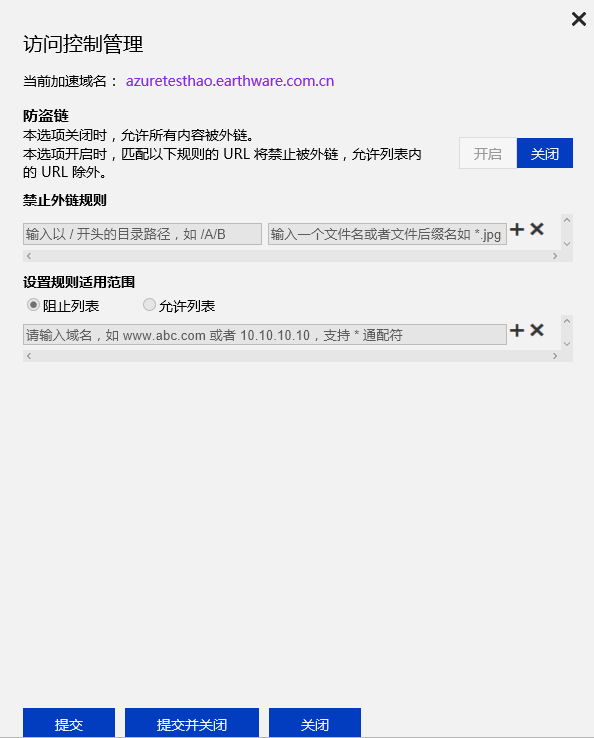 访问控制管理
当前加速域名： azuretesthao.earthware.com.cn
防盗链
本选项关闭时，允许所有内容被外链。
本选项开启时，匹配以下规则的 URL 将禁止被外链，允许列表内
的 URL 除外。
开启 关闭
禁止外链规则
输入以 / 开头的目录路径，如 /A/B 输入一个文件名或者文件后缀名如 *.jpg
设置规则适用范围
阻止列表 允许列表
请输入域名，如 www.abc.com 或者 10.10.10.10，支持 * 通配符
提交 提交并关闭 关闭